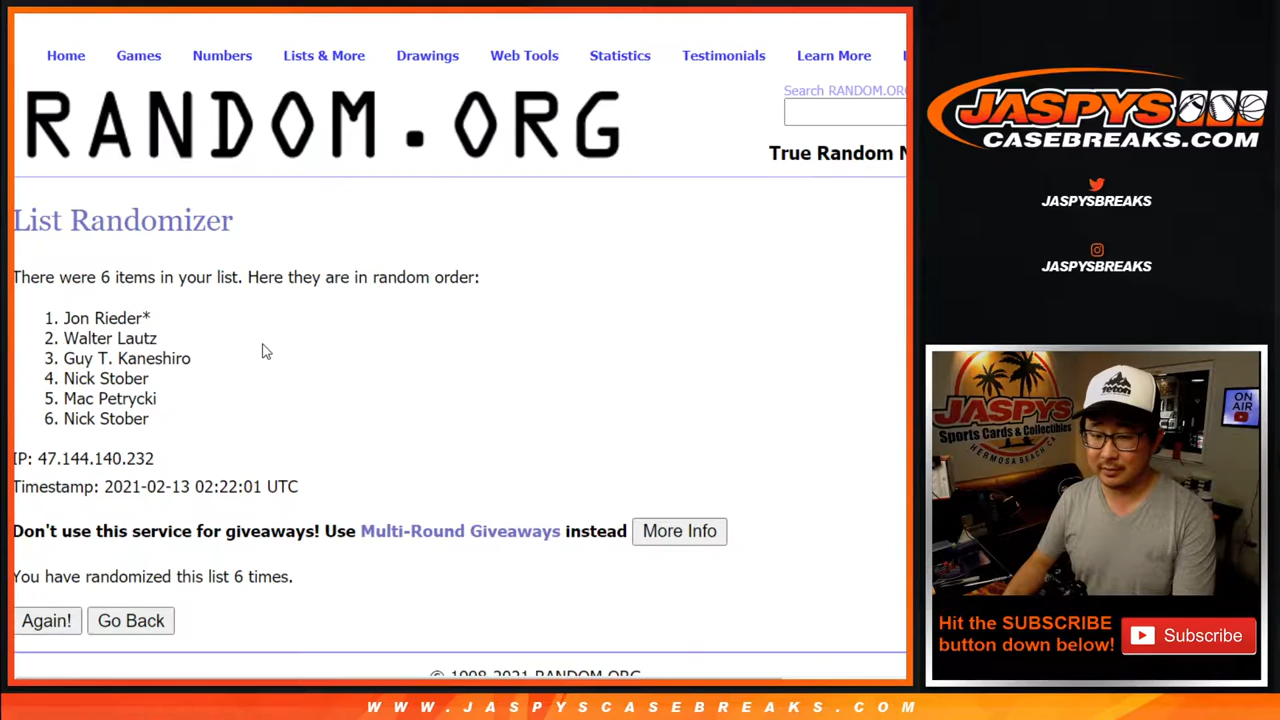 Home Games Numbers Lists & More Drawings Web Tools Statistics Testimonials Learn More
Search RANDOM.ORG
RANDOM.ORG
True Random N
List Randomizer
There were 6 items in your list. Here they are in random order:
1. Jon Rieder*
2. Walter Lautz
3. Guy T. Kaneshiro
4. Nick Stober
5. Mac Petrycki
6. Nick Stober
IP: 47.144.140.232
Timestamp: 2021-02-13 02:22:01 UTC
Don't use this service for giveaways! Use Multi-Round Giveaways instead More Info
You have randomized this list 6 times.
Again! Go Back
© 1998-2021 RANDOM.ORG
JASPYS
CASEBREAKS.COM
JASPYSBREAKS
JASPYSBREAKS
JASPYS
Sports Cards & Collectibles
HERMOSA BEACH CA
TETON
ON
AIR
Hit the SUBSCRIBE
button down below!
Subscribe
WWW.JASPYSCASEBREAKS.COM